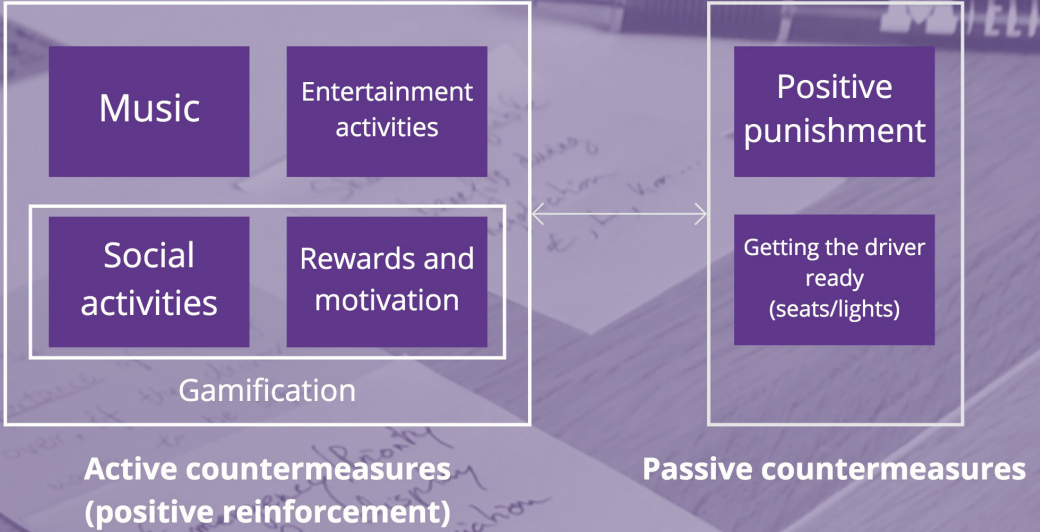 Music
Entertainment
activities
Social
activities
Rewards and
motivation
Gamification
Active countermeasures
(positive reinforcement)
Positive
punishment
Getting the driver
ready
(seats/lights)
Passive countermeasures